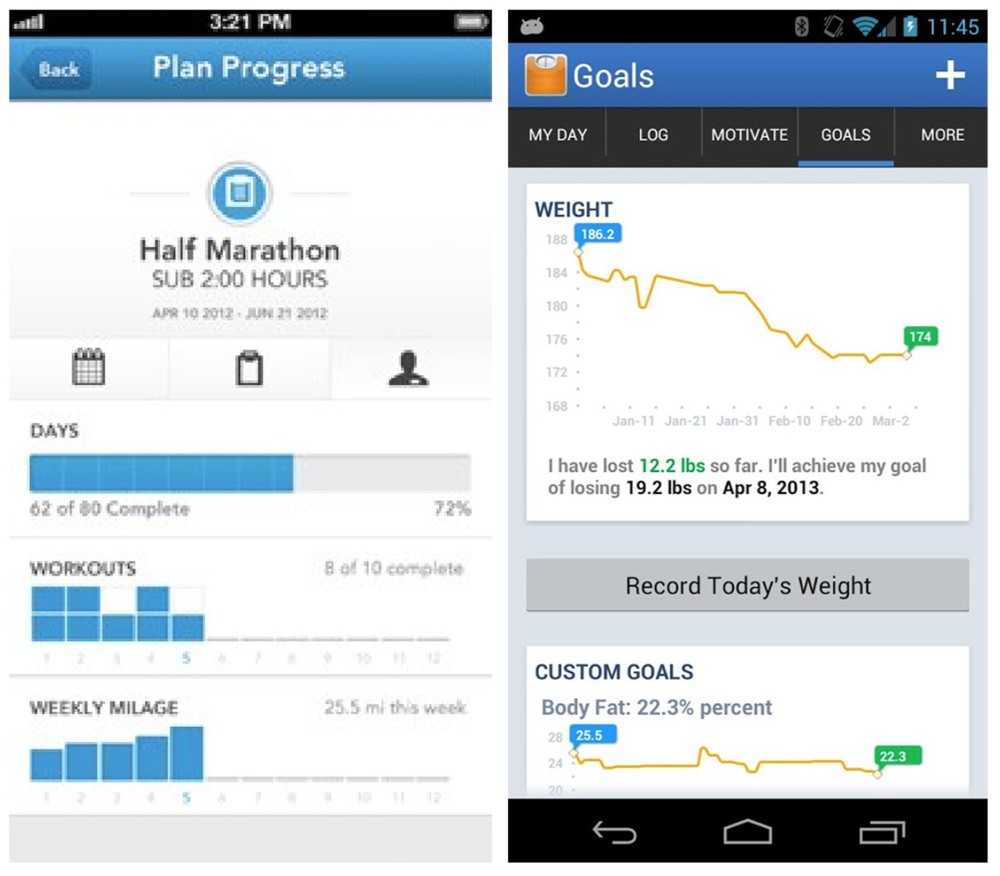 3:21 PM
Back
Plan Progress
Half Marathon
SUB 2:00 HOURS
APR 10 2012 - JUN 21 2012
DAYS
62 of 80 Complete 72%
WORKOUTS 8 of 10 complete
1 2 3 4 5 6 7 8 9 10 11 12
WEEKLY MILAGE 25.5 mi this week
1 2 3 4 5 6 7 8 9 10 11 12
11:45
Goals
MY DAY LOG MOTIVATE GOALS MORE
WEIGHT
188 186.2
184
180
176 174
172
168
Jan-11 Jan-21 Jan-31 Feb-10 Feb-20 Mar-2
I have lost 12.2 lbs so far. I'll achieve my goal
of losing 19.2 lbs on Apr 8, 2013.
Record Today's Weight
CUSTOM GOALS
Body Fat: 22.3% percent
28 25.5
24 22.3
20